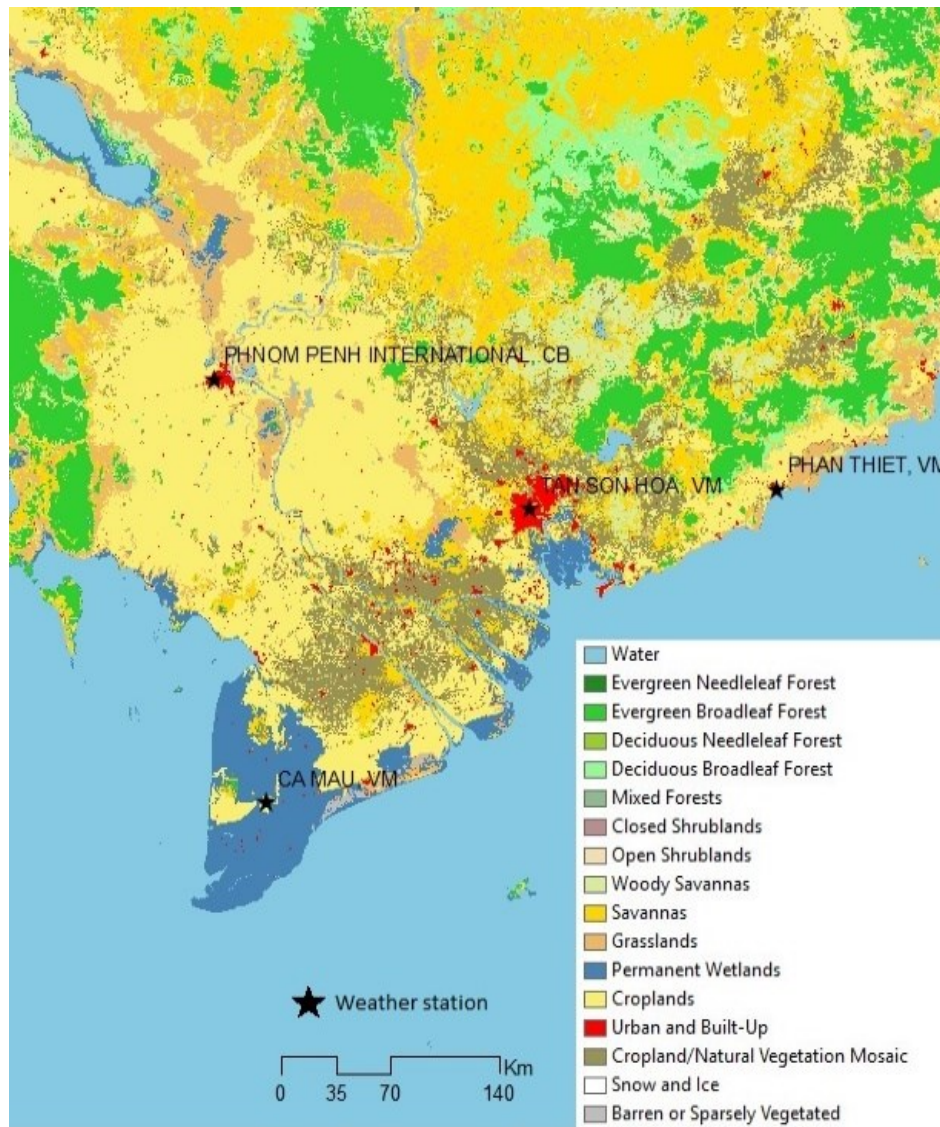 PHNOM PENH INTERNATIONAL, CB
PHAN THIET, VM
TAN SON HOA, VM
CA MAU, VM
Weather station
Km
0 35 70 140
Water
Evergreen Needleleaf Forest
Evergreen Broadleaf Forest
Deciduous Needleleaf Forest
Deciduous Broadleaf Forest
Mixed Forests
Closed Shrublands
Open Shrublands
Woody Savannas
Savannas
Grasslands
Permanent Wetlands
Croplands
Urban and Built-Up
Cropland/Natural Vegetation Mosaic
Snow and Ice
Barren or Sparsely Vegetated